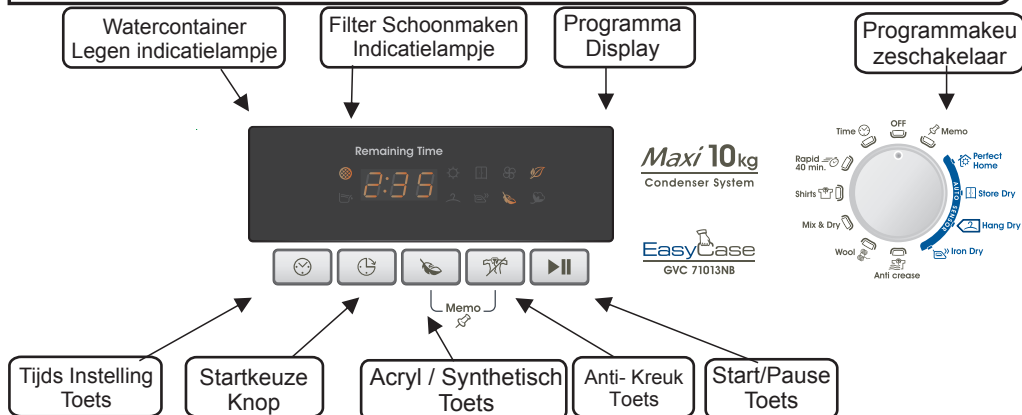 Watercontainer
Legen indicatielampje
Filter Schoonmaken
Indicatielampje
Programma
Display
Programmakeu
zeschakelaar
Remaining Time
2:35
Maxi 10kg
Condenser System
EasyCase
GVC 71013NB
OFF
Time
Memo
Rapid
40 min.
Perfect
Home
Shirts
Store Dry
AUTO SENSOR
Mix & Dry
Hang Dry
Wool
Iron Dry
Anti crease
Memo
Tijds Instelling
Toets
Startkeuze
Knop
Acryl / Synthetisch
Toets
Anti- Kreuk
Toets
Start/Pause
Toets